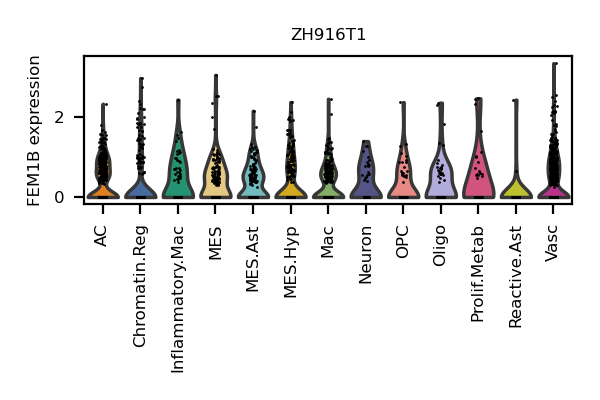 ZH916T1
FEM1B expression
2
0
AC
Chromatin.Reg
Inflammatory.Mac
MES
MES.Ast
MES.Hyp
Mac
Neuron
OPC
Oligo
Prolif.Metab
Reactive.Ast
Vasc